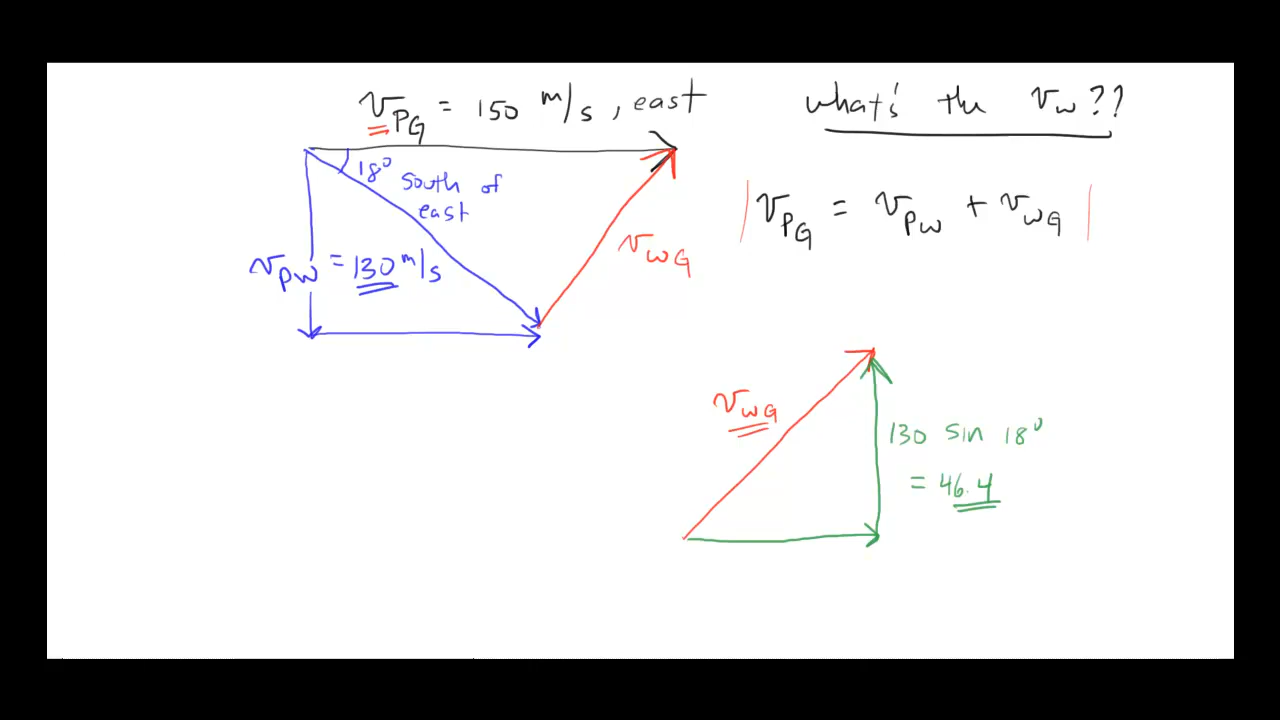 v_PG = 150 m/s, east
what's the v_w??
18° south of
east
v_PG = v_PW + v_WG
v_PW = 130 m/s
v_WG
v_WG
130 sin 18°
= 46.4